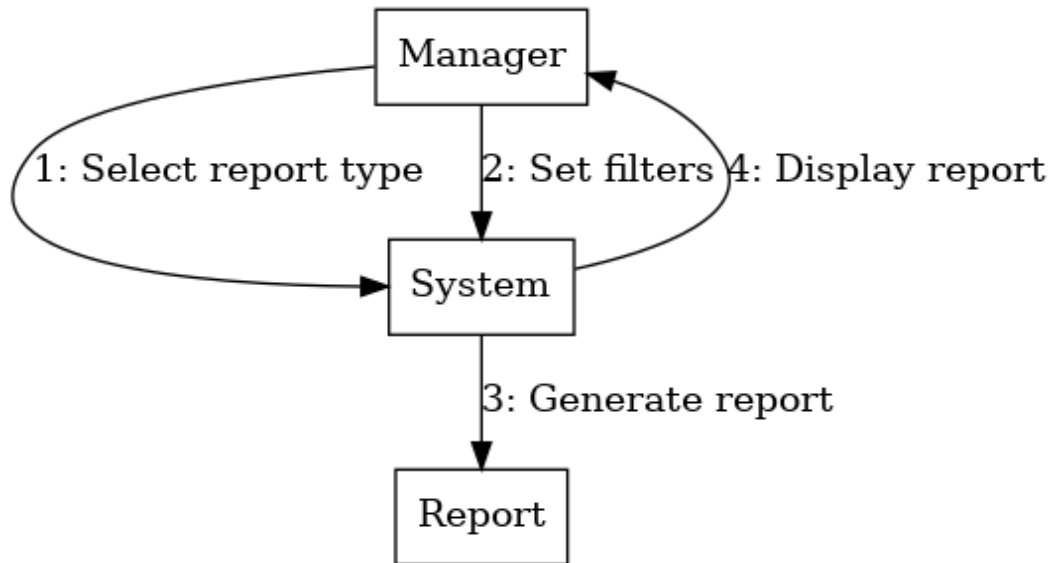 Manager
1: Select report type
2: Set filters
4: Display report
System
3: Generate report
Report